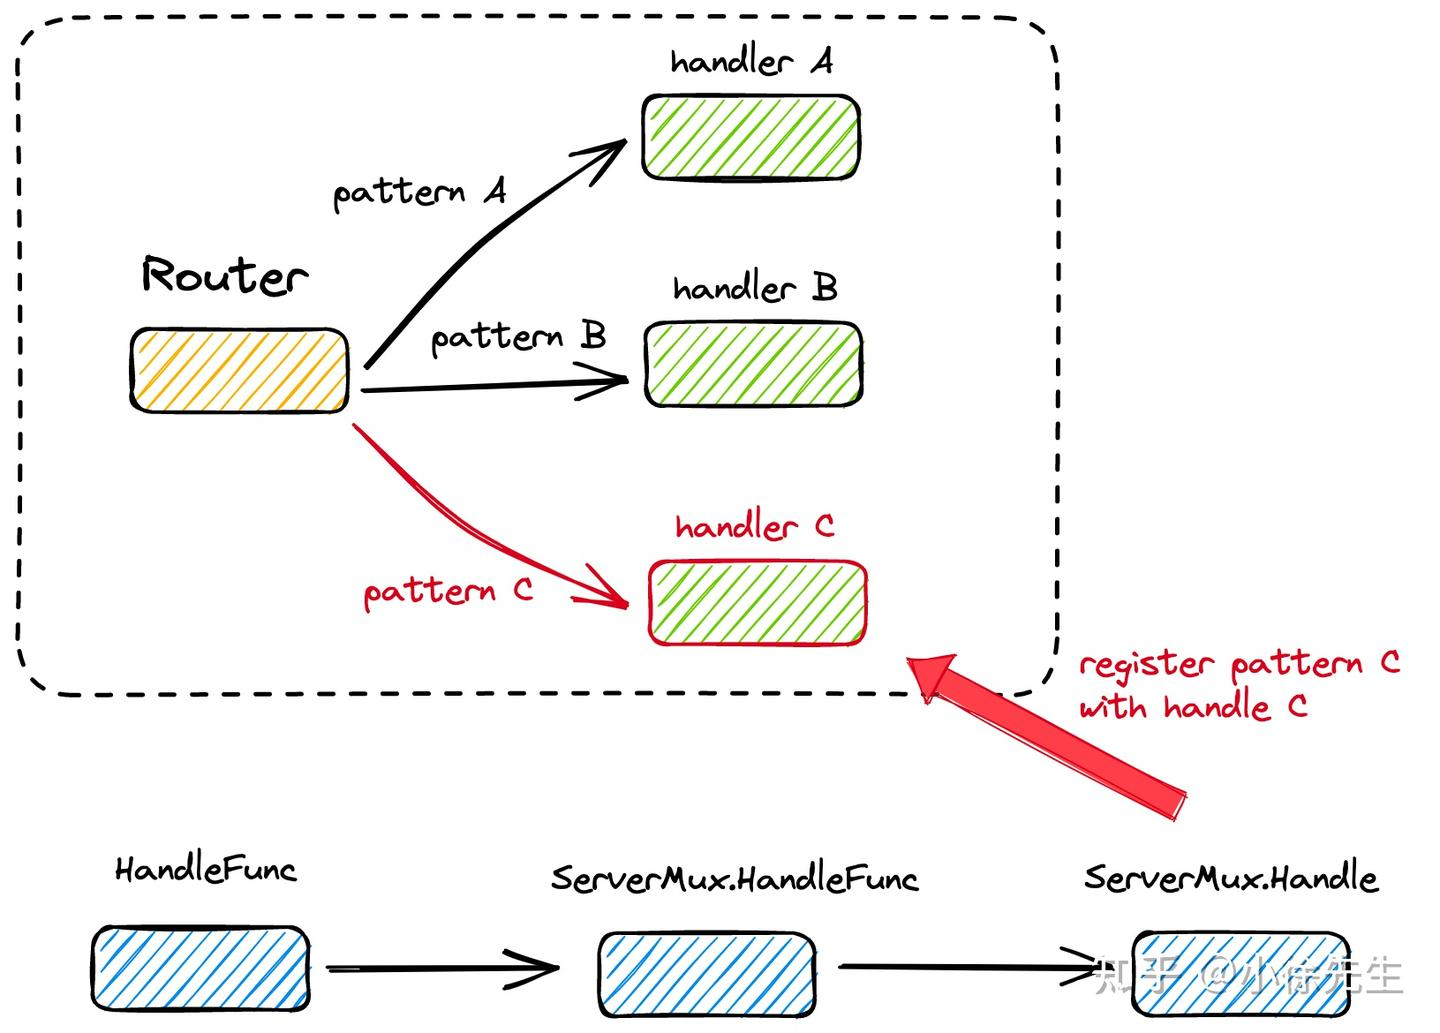 handler A
pattern A
Router
handler B
pattern B
handler C
pattern C
register pattern C
with handle C
HandleFunc
ServerMux.HandleFunc
ServerMux.Handle
知乎 @小徐先生